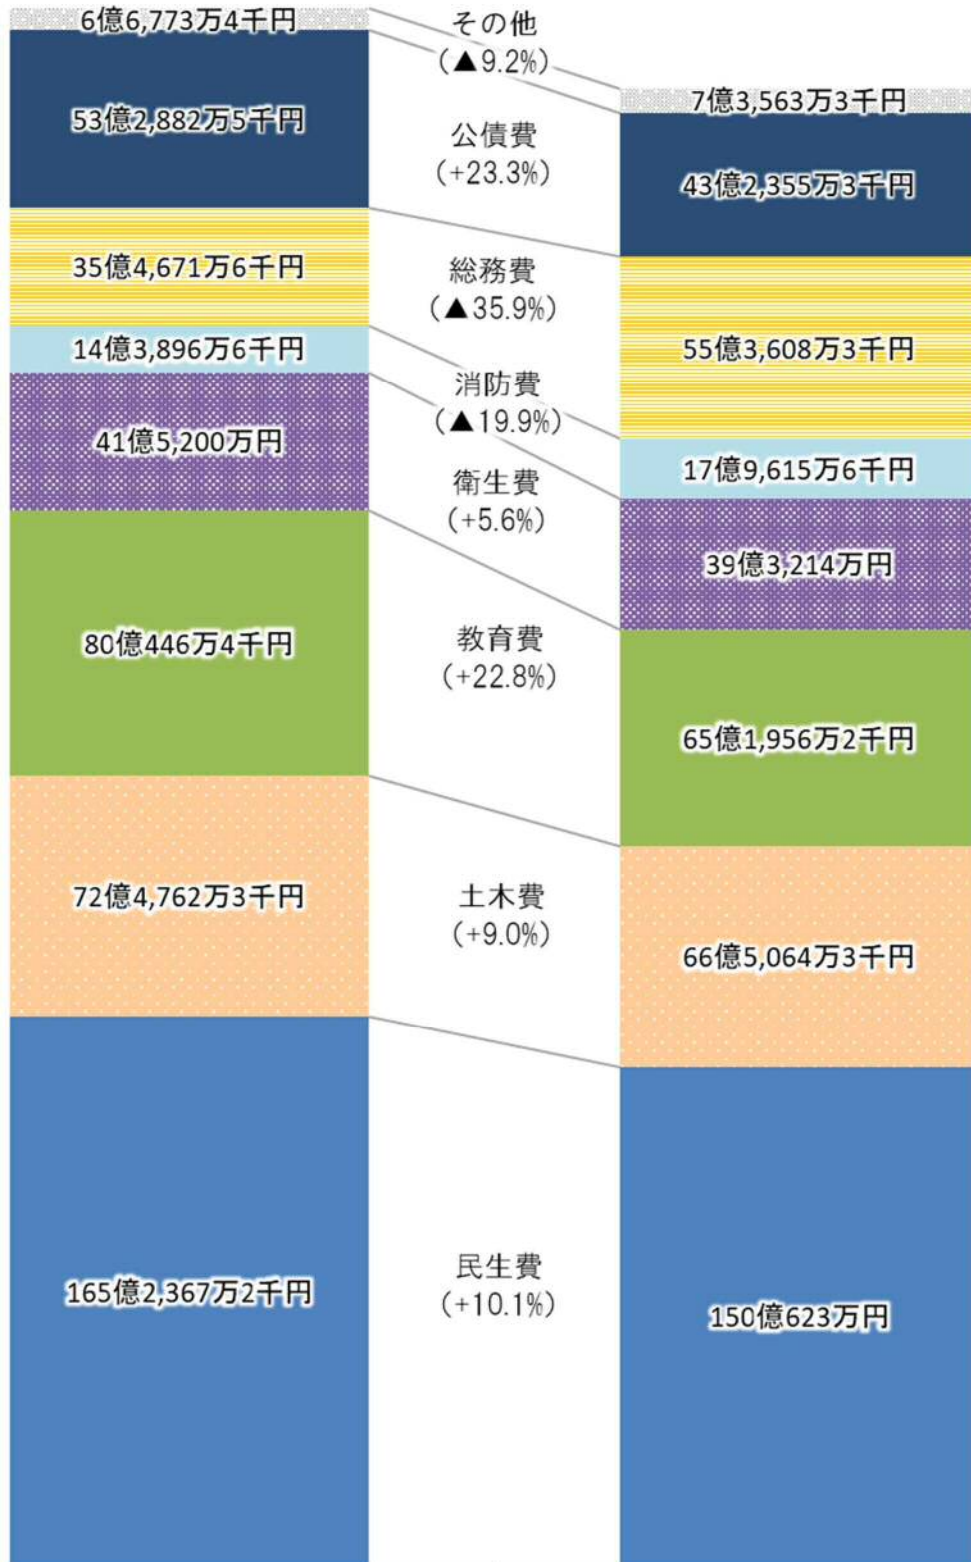 6億6,773万4千円
53億2,882万5千円
35億4,671万6千円
14億3,896万6千円
41億5,200万円
80億446万4千円
72億4,762万3千円
165億2,367万2千円
その他
(▲9.2%)
公債費
(+23.3%)
総務費
(▲35.9%)
消防費
(▲19.9%)
衛生費
(+5.6%)
教育費
(+22.8%)
土木費
(+9.0%)
民生費
(+10.1%)
7億3,563万3千円
43億2,355万3千円
55億3,608万3千円
17億9,615万6千円
39億3,214万円
65億1,956万2千円
66億5,064万3千円
150億623万円